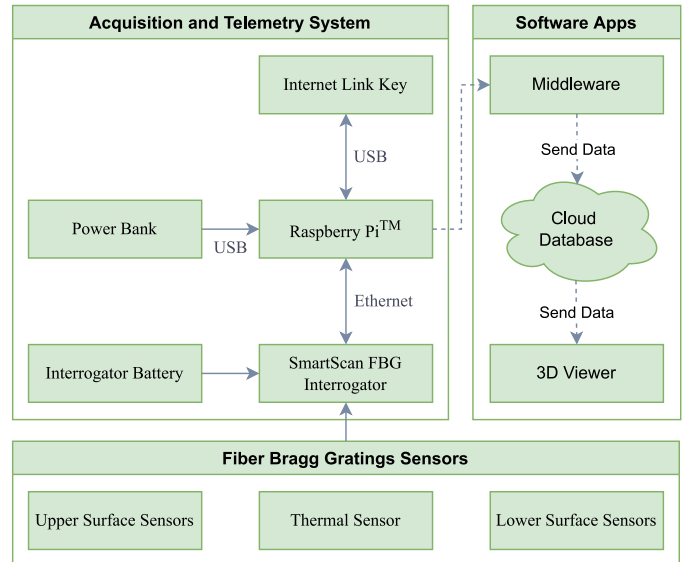 Acquisition and Telemetry System
Software Apps
Internet Link Key
Middleware
USB
Send Data
Power Bank
USB
Raspberry Pi™
Cloud
Database
Ethernet
Send Data
Interrogator Battery
SmartScan FBG
Interrogator
3D Viewer
Fiber Bragg Gratings Sensors
Upper Surface Sensors
Thermal Sensor
Lower Surface Sensors